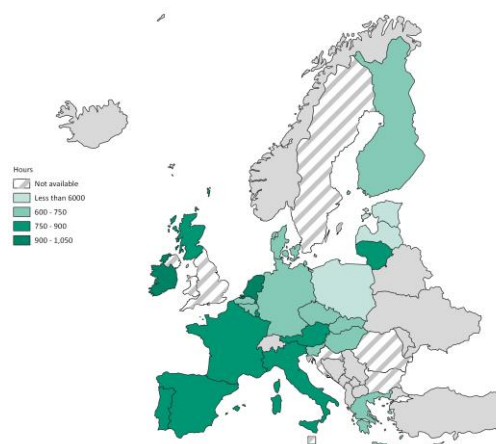 Hours
Not available
Less than 6000
600 - 750
750 - 900
900 - 1,050